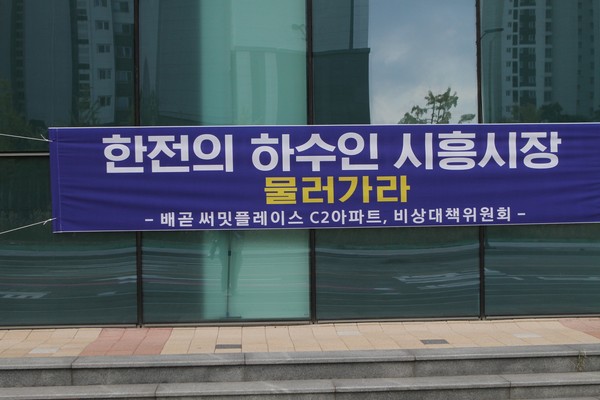 한전의 하수인 시흥시장
물러가라
- 배곧 써밋플레이스 C2아파트, 비상대책위원회 -